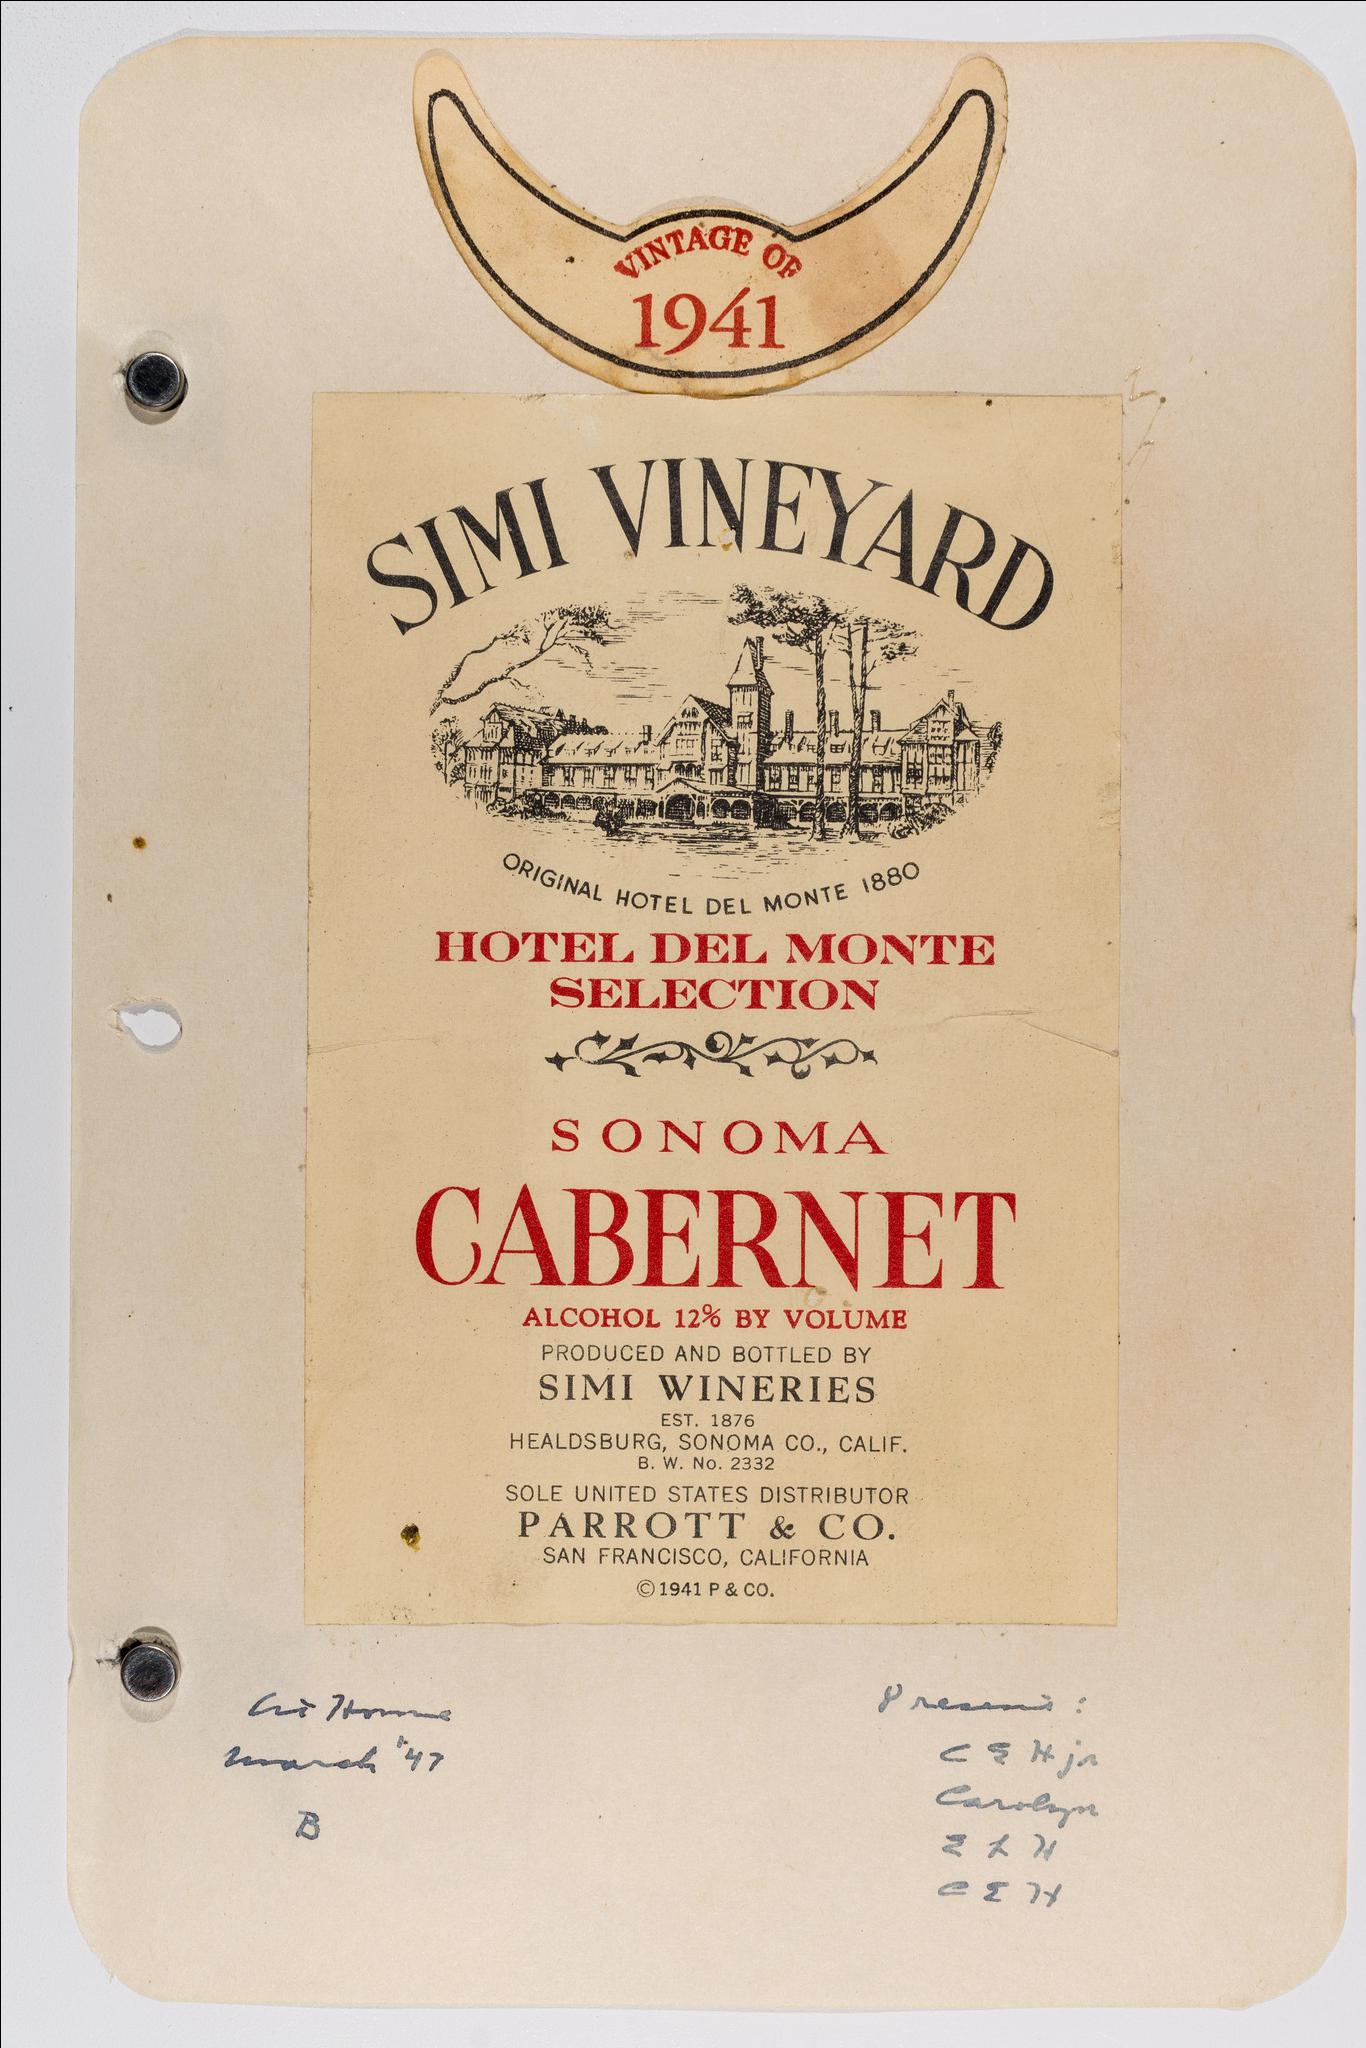 VINTAGE OF
1941
SIMI VINEYARD
ORIGINAL HOTEL DEL MONTE 1880
HOTEL DEL MONTE
SELECTION
SONOMA
CABERNET
ALCOHOL 12% BY VOLUME
PRODUCED AND BOTTLED BY
SIMI WINERIES
EST. 1876
HEALDSBURG, SONOMA CO., CALIF.
B. W. No. 2332
SOLE UNITED STATES DISTRIBUTOR
PARROTT & CO.
SAN FRANCISCO, CALIFORNIA
© 1941 P & CO.
At Home
March '47
B
Present:
C E H jr
Carolyn
E L H
C E H